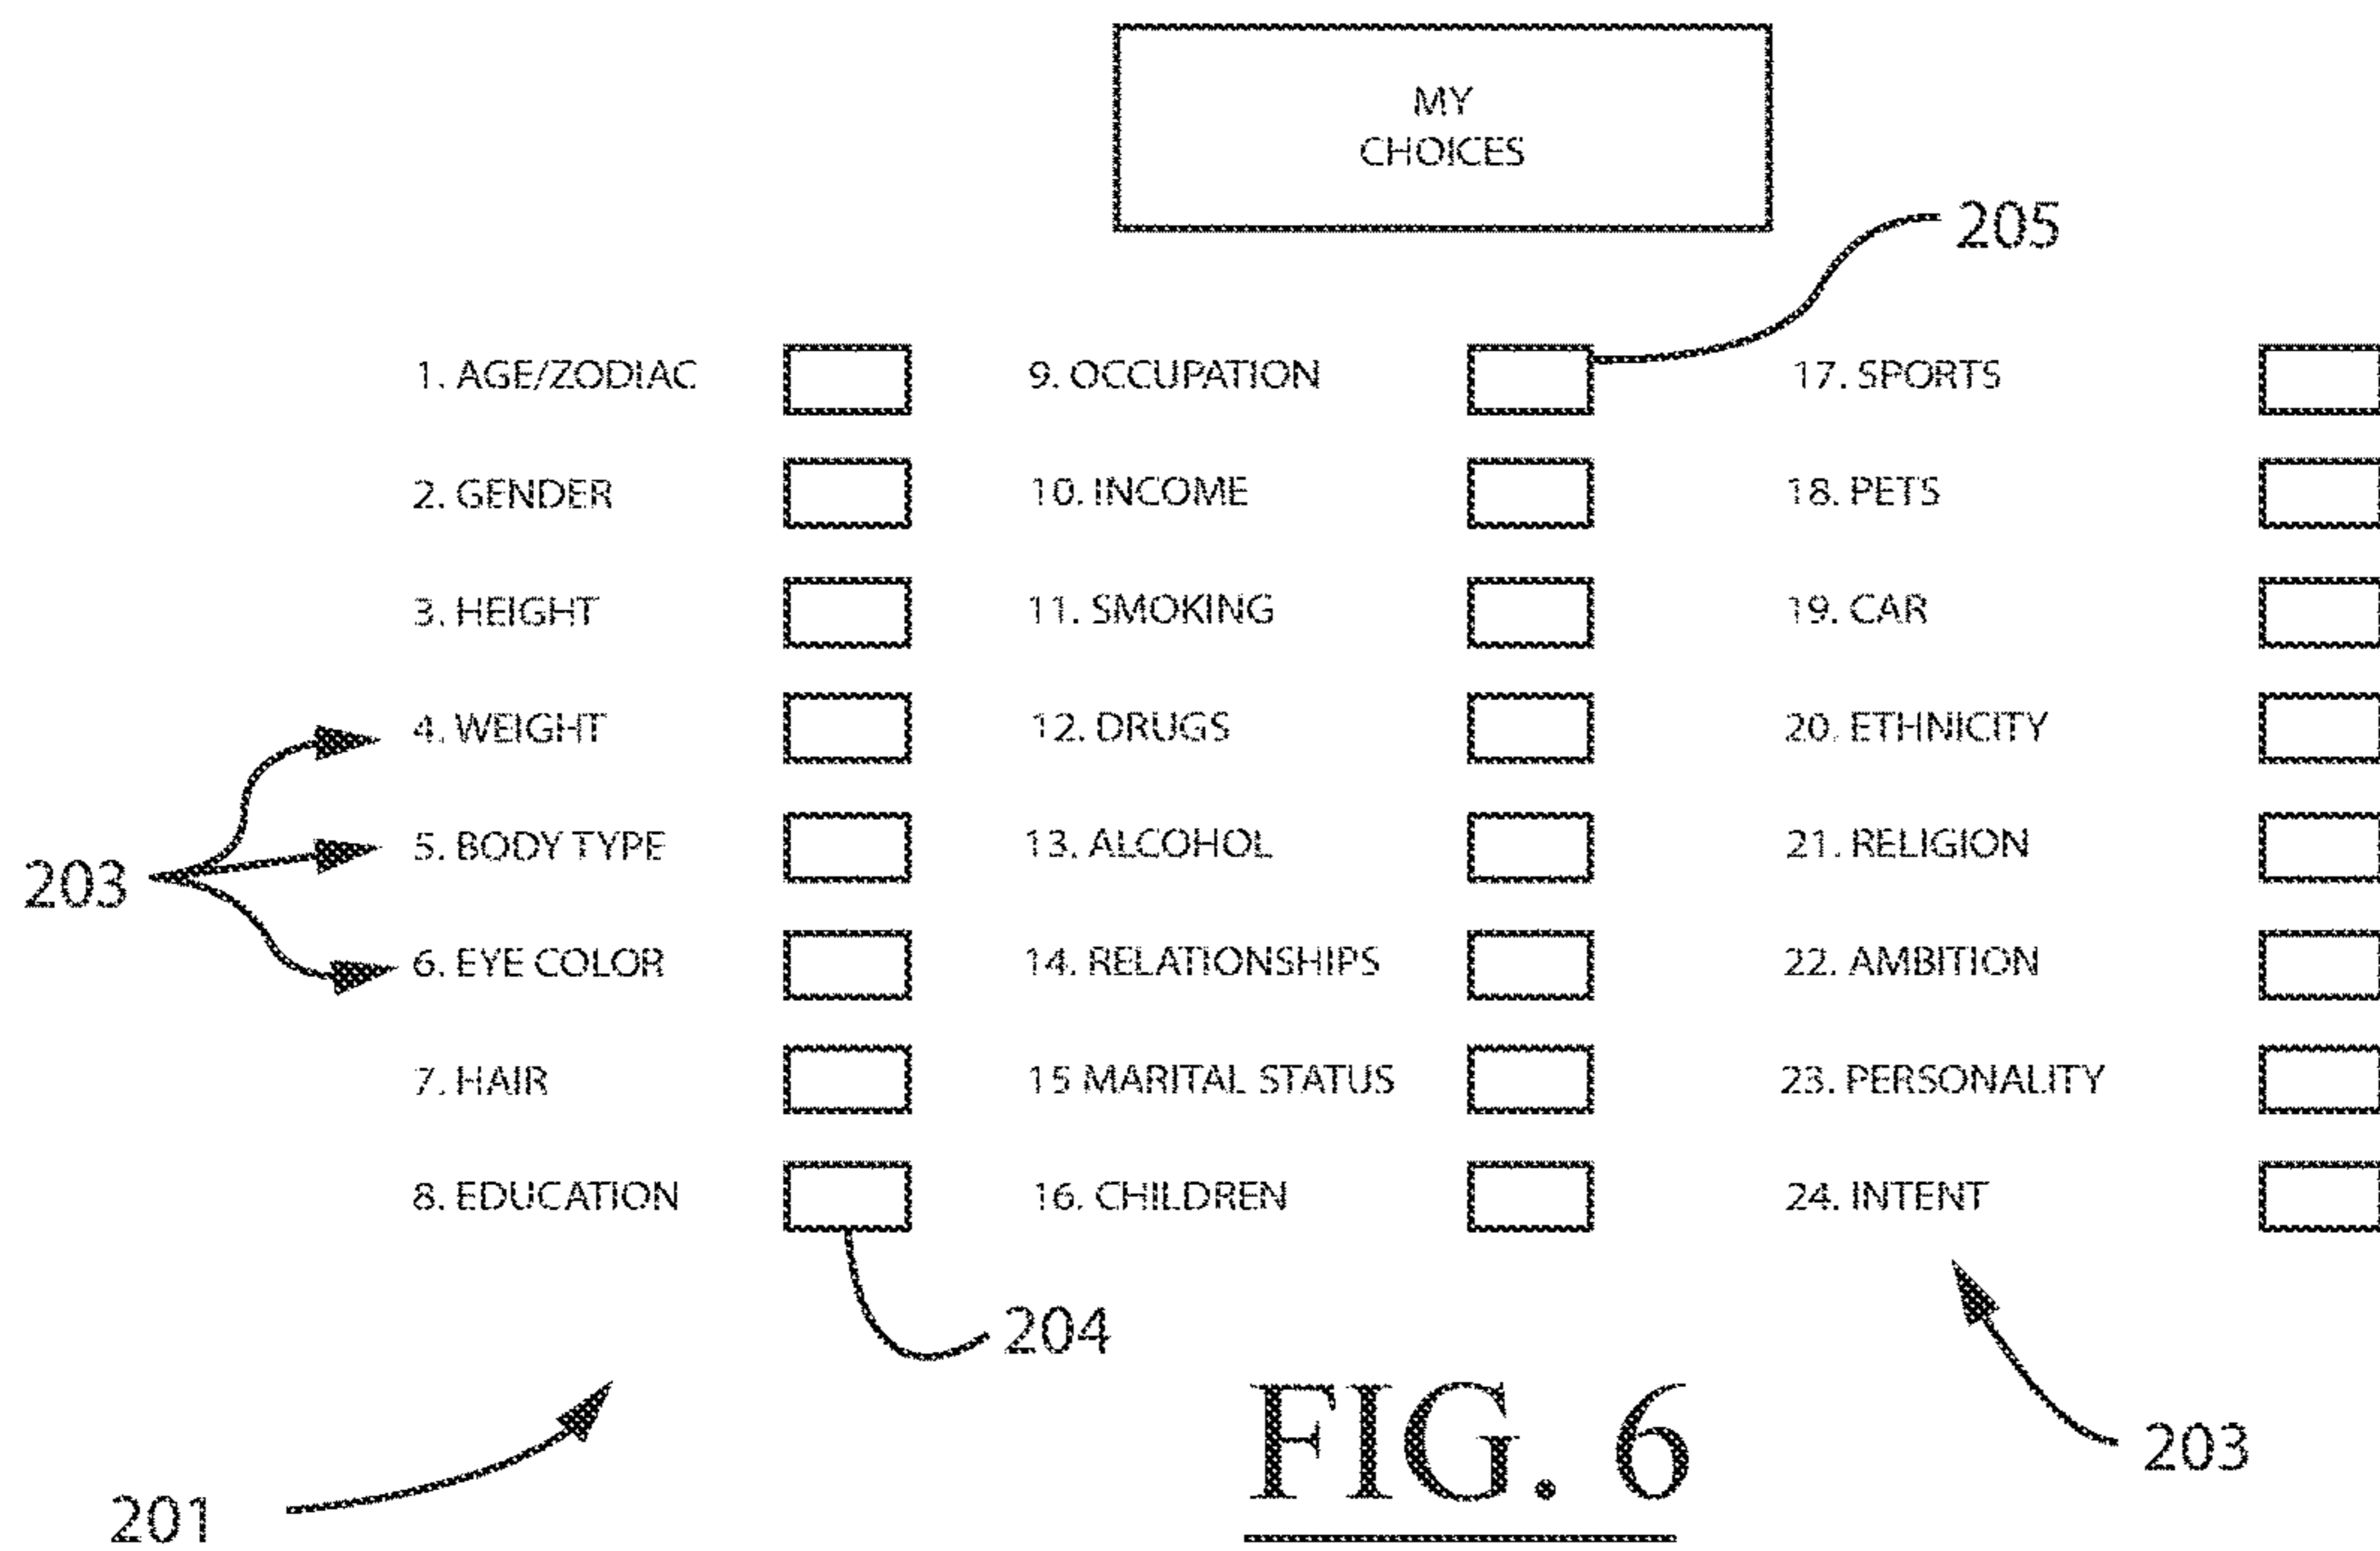 MY
CHOICES
205
1. AGE/ZODIAC 9. OCCUPATION 17. SPORTS
2. GENDER 10. INCOME 18. PETS
3. HEIGHT 11. SMOKING 19. CAR
4. WEIGHT 12. DRUGS 20. ETHNICITY
5. BODY TYPE 13. ALCOHOL 21. RELIGION
203
6. EYE COLOR 14. RELATIONSHIPS 22. AMBITION
7. HAIR 15 MARITAL STATUS 23. PERSONALITY
8. EDUCATION 16. CHILDREN 24. INTENT
204
203
201
FIG. 6